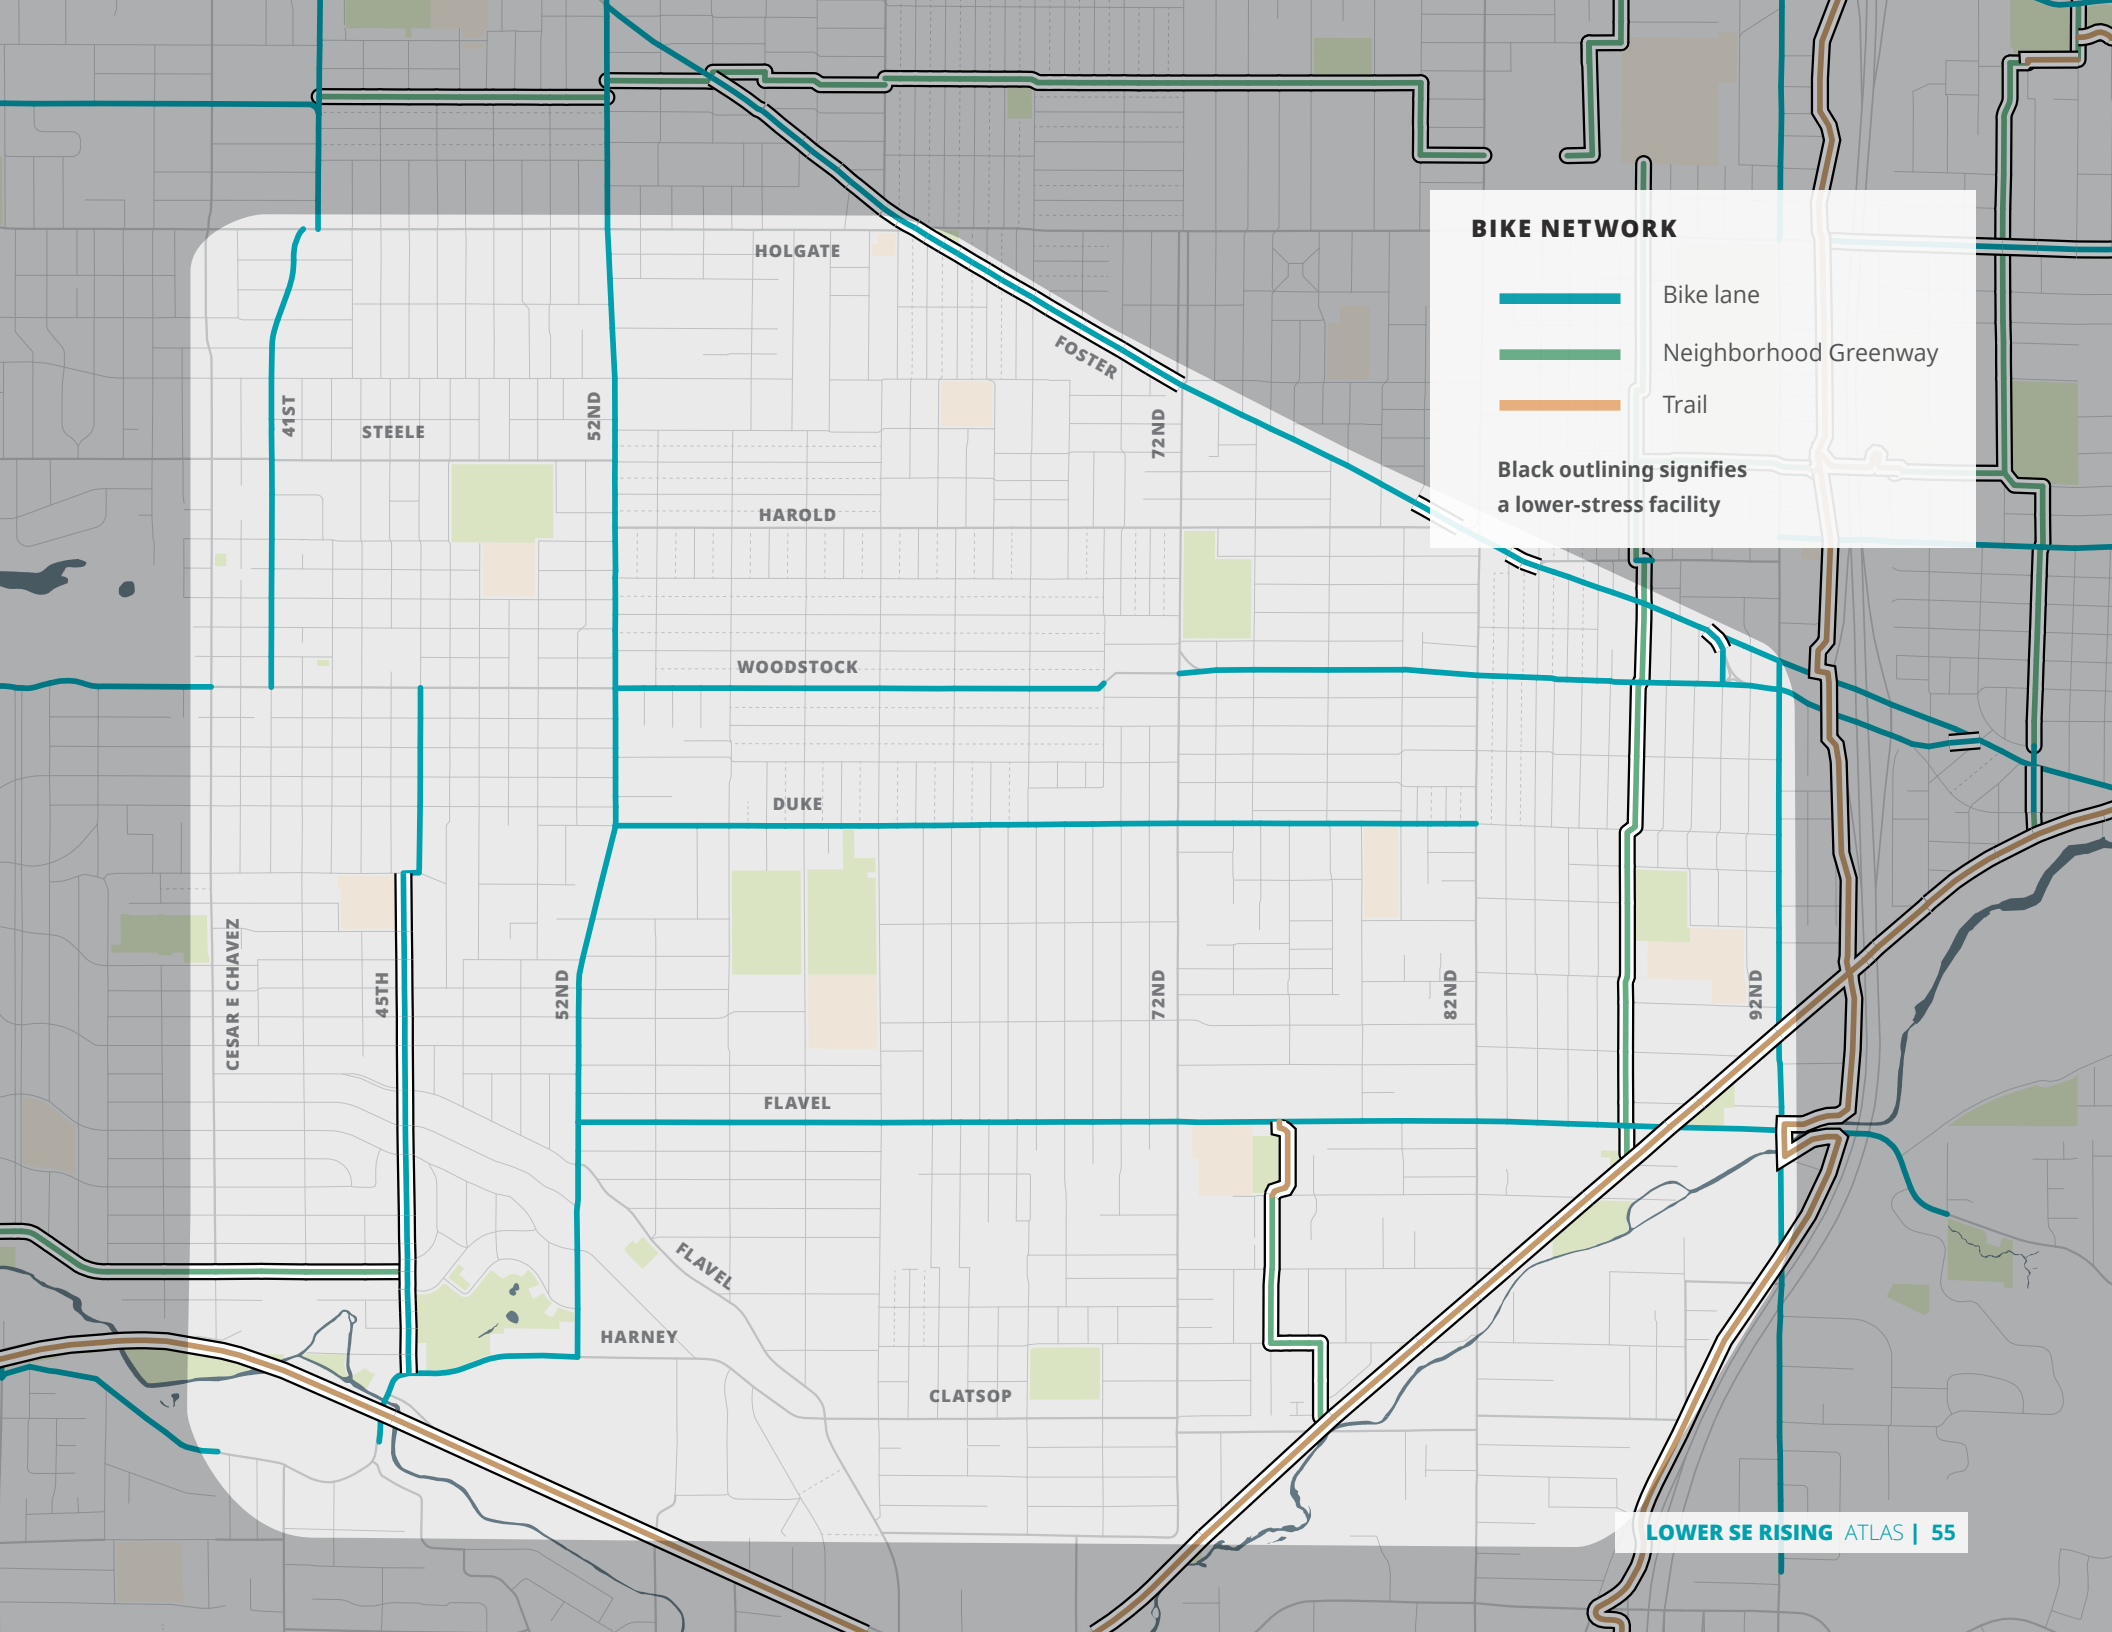 BIKE NETWORK
HOLGATE
Bike lane
FOSTER
Neighborhood Greenway
Trail
41ST
52ND
STEELE
72ND
Black outlining signifies
a lower-stress facility
HAROLD
WOODSTOCK
DUKE
CESAR E CHAVEZ
45TH
52ND
72ND
82ND
92ND
FLAVEL
FLAVEL
HARNEY
CLATSOP
LOWER SE RISING ATLAS | 55